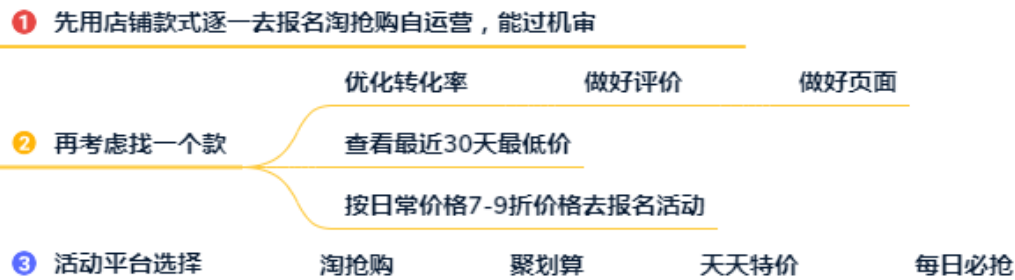 1 先用店铺款式逐一去报名淘抢购自运营，能过机审
优化转化率 做好评价 做好页面
2 再考虑找一个款 查看最近30天最低价
按日常价格7-9折价格去报名活动
3 活动平台选择 淘抢购 聚划算 天天特价 每日必抢